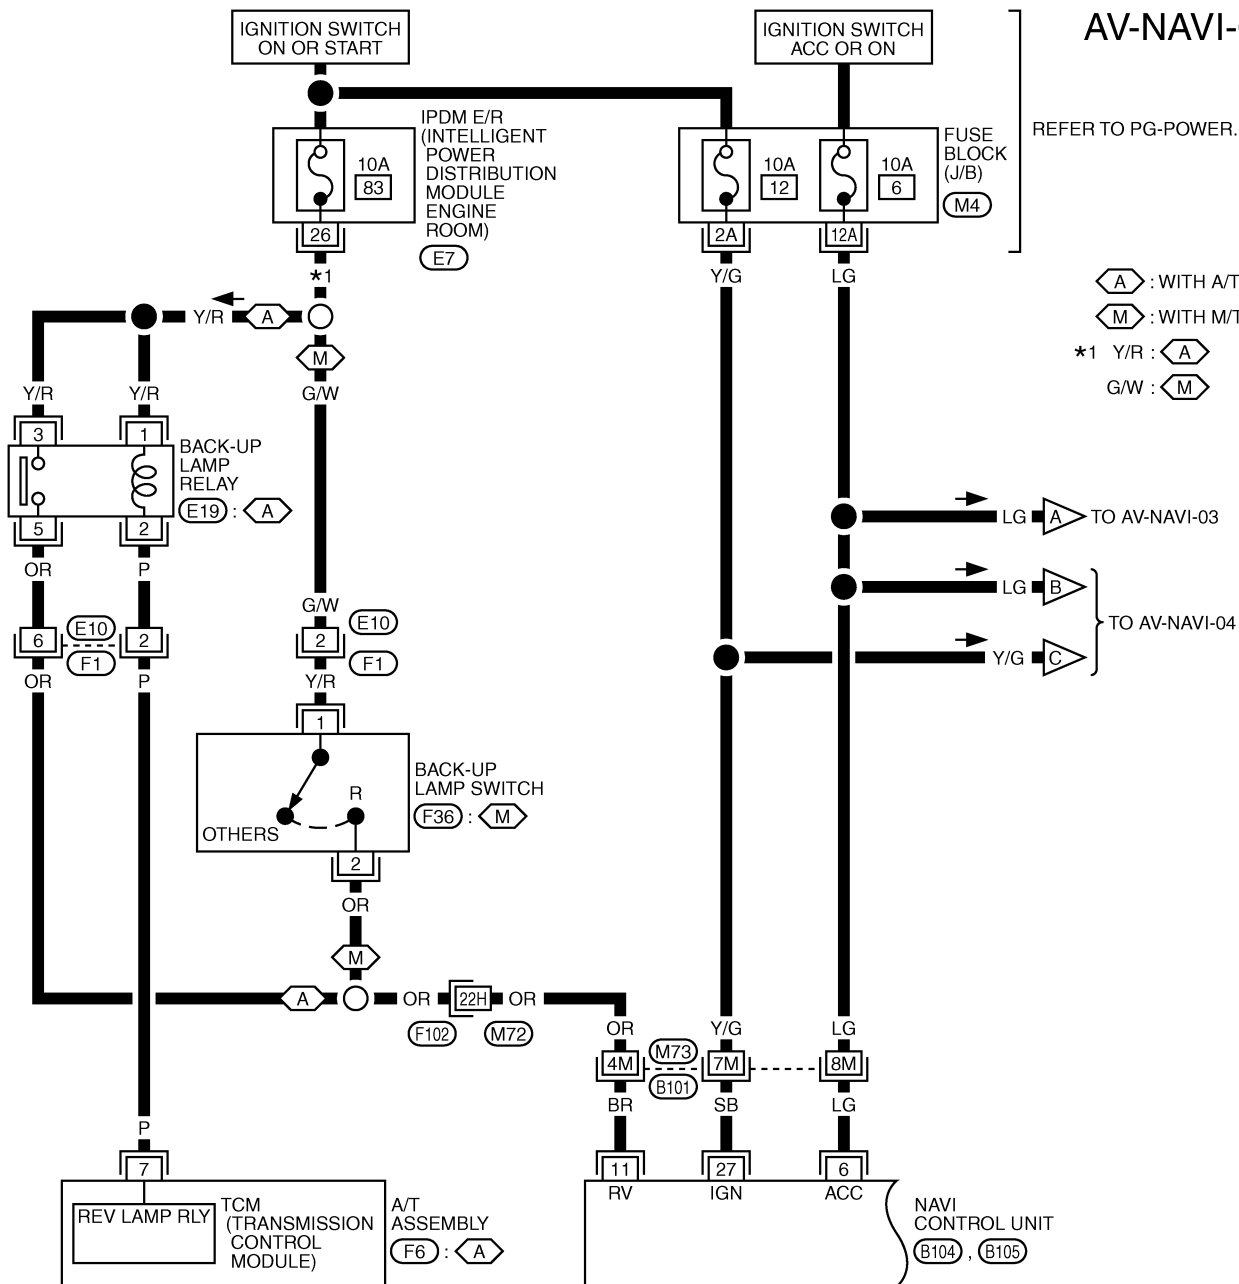 IGNITION SWITCH
ON OR START
IGNITION SWITCH
ACC OR ON
AV-NAVI-
IPDM E/R
(INTELLIGENT
POWER
DISTRIBUTION
MODULE
ENGINE
ROOM)
E7
10A
83
26
10A
12
10A
6
FUSE
BLOCK
(J/B)
M4
REFER TO PG-POWER.
2A
12A
*1
Y/G
LG
A : WITH A/T
M : WITH M/T
*1 Y/R : A
G/W : M
Y/R
A
M
Y/R
Y/R
G/W
3
1
BACK-UP
LAMP
RELAY
E19 : A
5
2
OR
P
LG
A
TO AV-NAVI-03
LG
B
TO AV-NAVI-04
Y/G
C
G/W
6
E10
F1
2
2
E10
F1
OR
P
Y/R
1
BACK-UP
LAMP SWITCH
F36 : M
R
OTHERS
2
OR
M
A
OR
22H
OR
F102
M72
OR
Y/G
LG
4M
M73
B101
7M
8M
BR
SB
LG
P
7
11
27
6
RV
IGN
ACC
REV LAMP RLY
TCM
(TRANSMISSION
CONTROL
MODULE)
A/T
ASSEMBLY
F6 : A
NAVI
CONTROL UNIT
B104 , B105